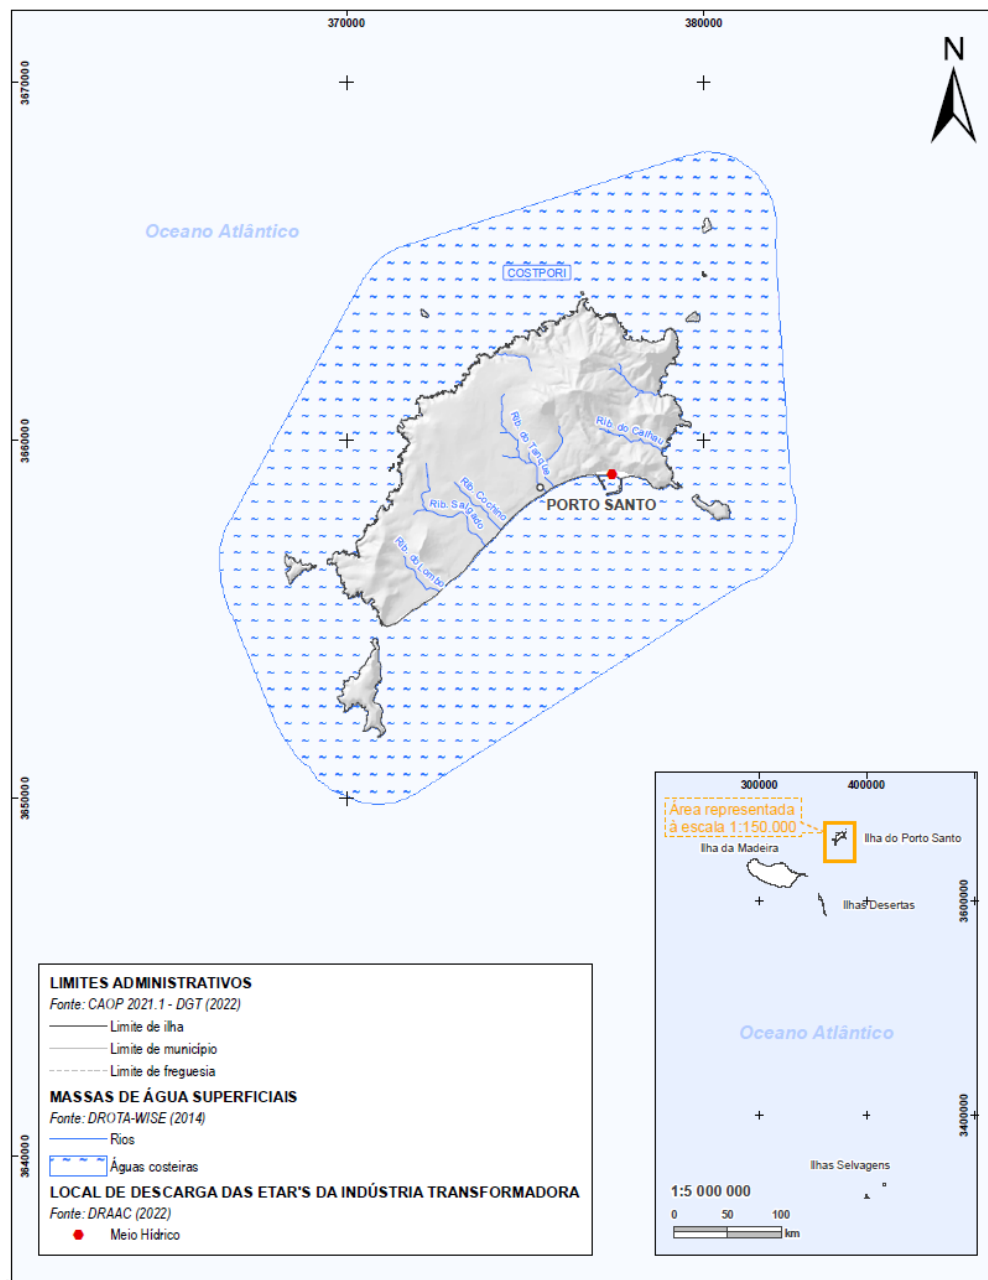 370000
380000
3670000
N
Oceano Atlântico
COSTPORI
3660000
Rib. do Tanque
Rib. do Calhau
Rib. Cochino
Rib. Salgado
PORTO SANTO
Rib. do Lombo
3650000
3640000
300000
400000
Área representada
à escala 1:150.000
Ilha do Porto Santo
Ilha da Madeira
Ilhas Desertas
3600000
Oceano Atlântico
3400000
Ilhas Selvagens
1:5 000 000
0 50 100
km
LIMITES ADMINISTRATIVOS
Fonte: CAOP 2021.1 - DGT (2022)
Limite de ilha
Limite de município
Limite de freguesia
MASSAS DE ÁGUA SUPERFICIAIS
Fonte: DROTA-WISE (2014)
Rios
Águas costeiras
LOCAL DE DESCARGA DAS ETAR'S DA INDÚSTRIA TRANSFORMADORA
Fonte: DRAAC (2022)
Meio Hídrico